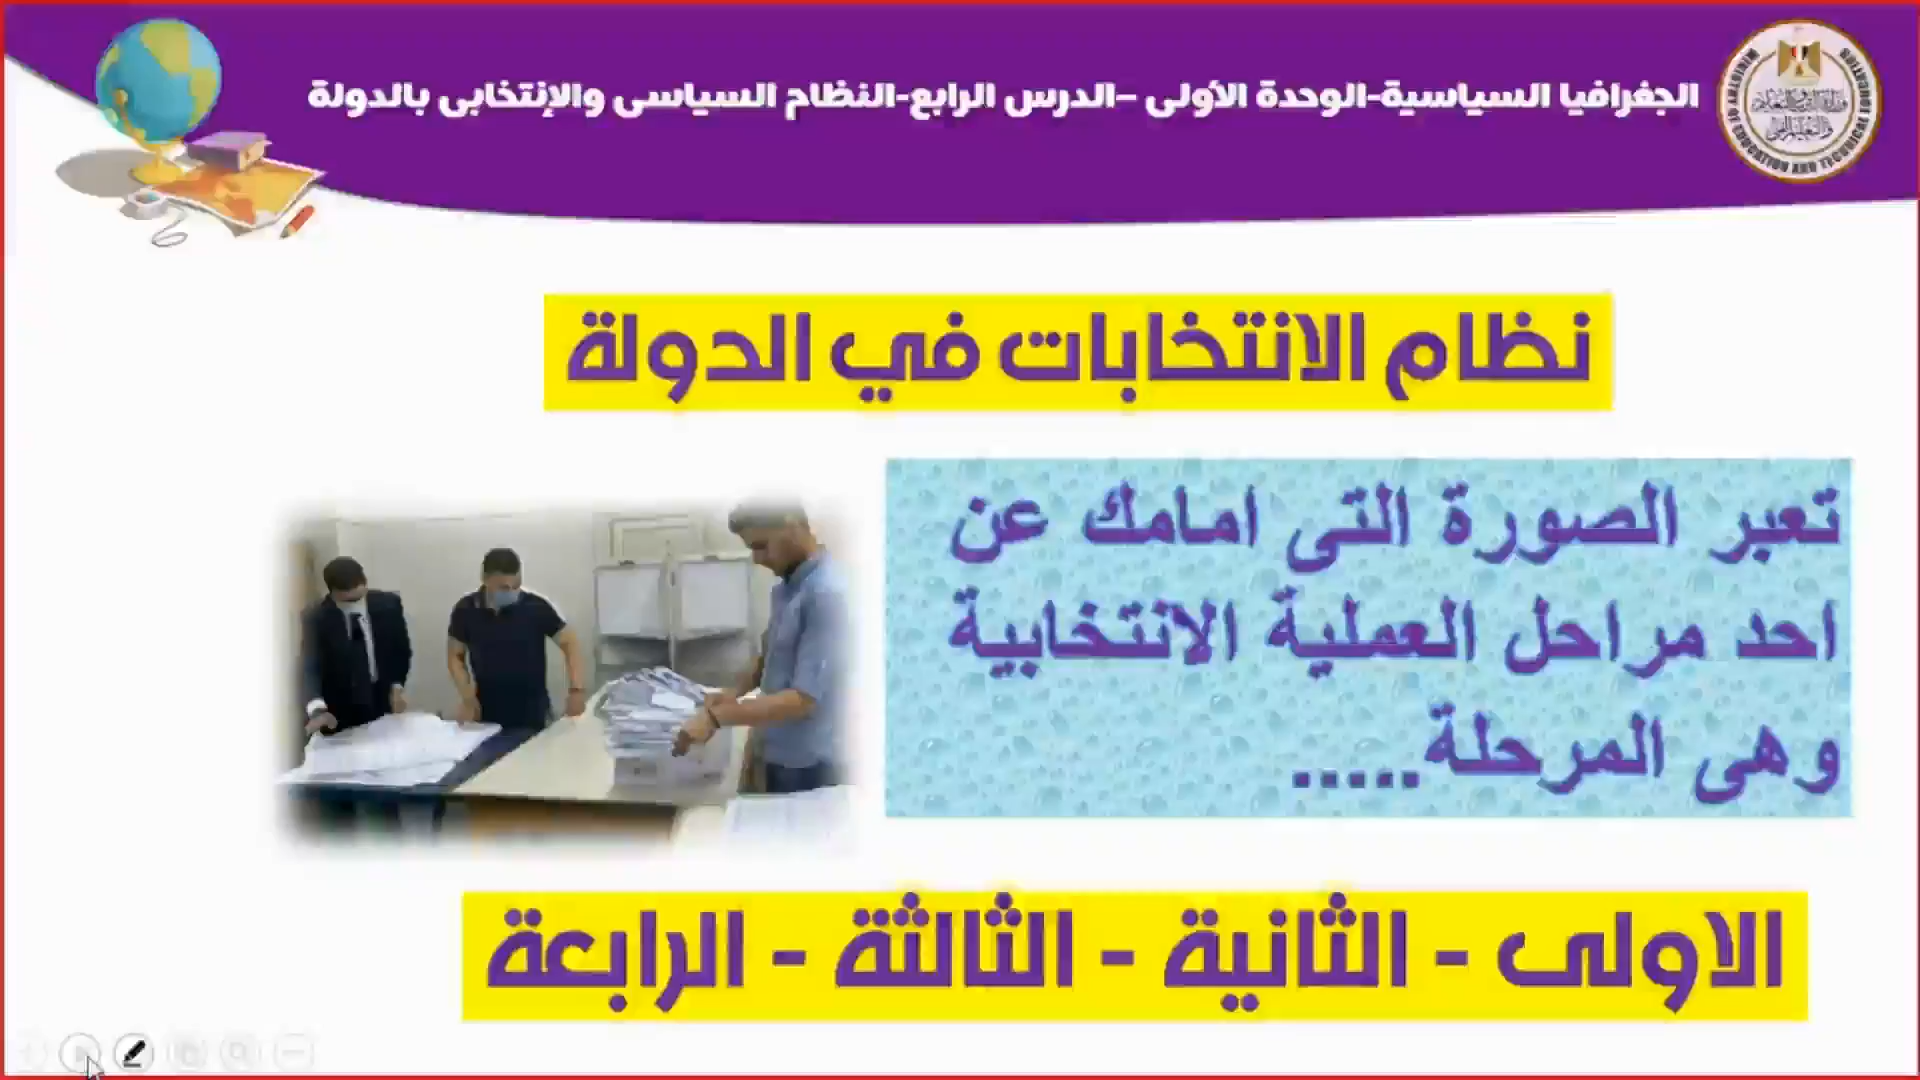 الجغرافيا السياسية-الوحدة الأولى –الدرس الرابع-النظام السياسى والإنتخابى بالدولة
نظام الانتخابات في الدولة
تعبر الصورة التى امامك عن
احد مراحل العملية الانتخابية
وهى المرحلة.....
الاولى - الثانية - الثالثة - الرابعة